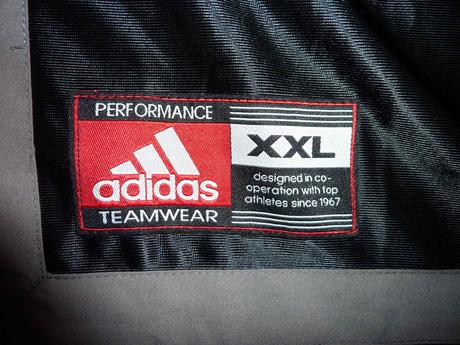 PERFORMANCE
adidas
TEAMWEAR
XXL
designed in co-
operation with top
athletes since 1967